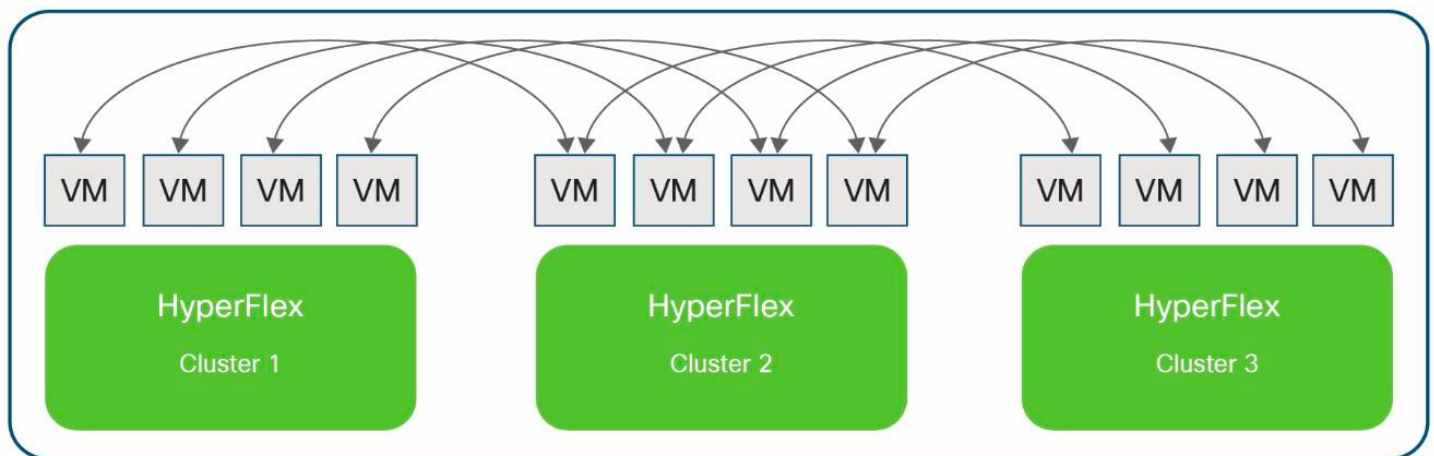 VM VM VM VM VM VM VM VM VM VM VM VM
HyperFlex HyperFlex HyperFlex
Cluster 1 Cluster 2 Cluster 3